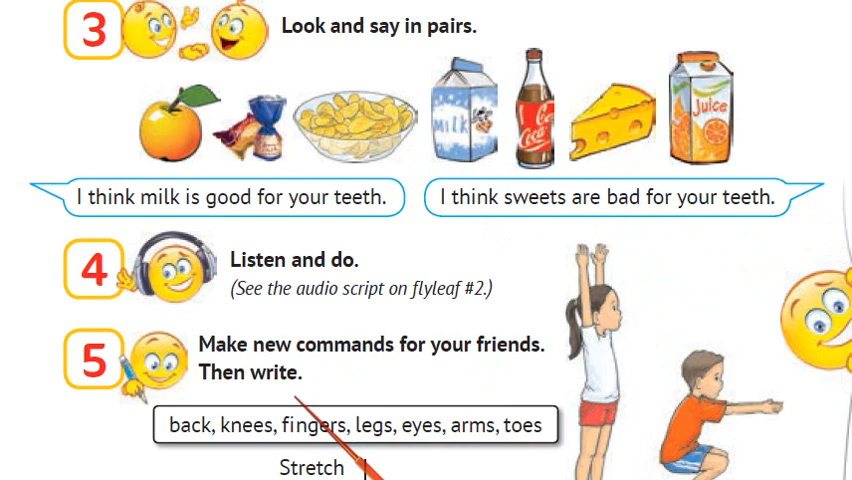 3 Look and say in pairs.
Milk
Coca
Juice
I think milk is good for your teeth.
I think sweets are bad for your teeth.
4 Listen and do.
(See the audio script on flyleaf #2.)
5 Make new commands for your friends.
Then write.
back, knees, fingers, legs, eyes, arms, toes
Stretch